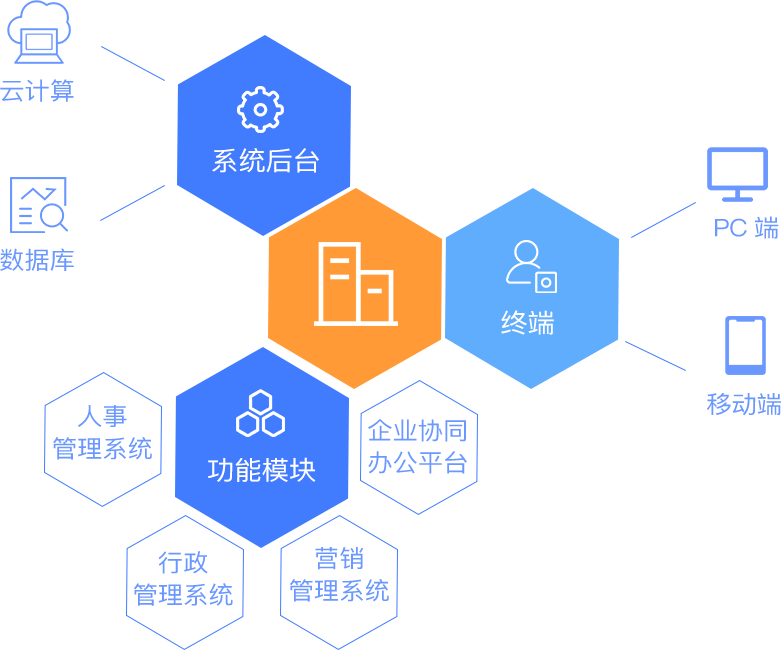 云计算
系统后台
数据库
PC 端
终端
移动端
人事
管理系统
功能模块
企业协同
办公平台
行政
管理系统
营销
管理系统